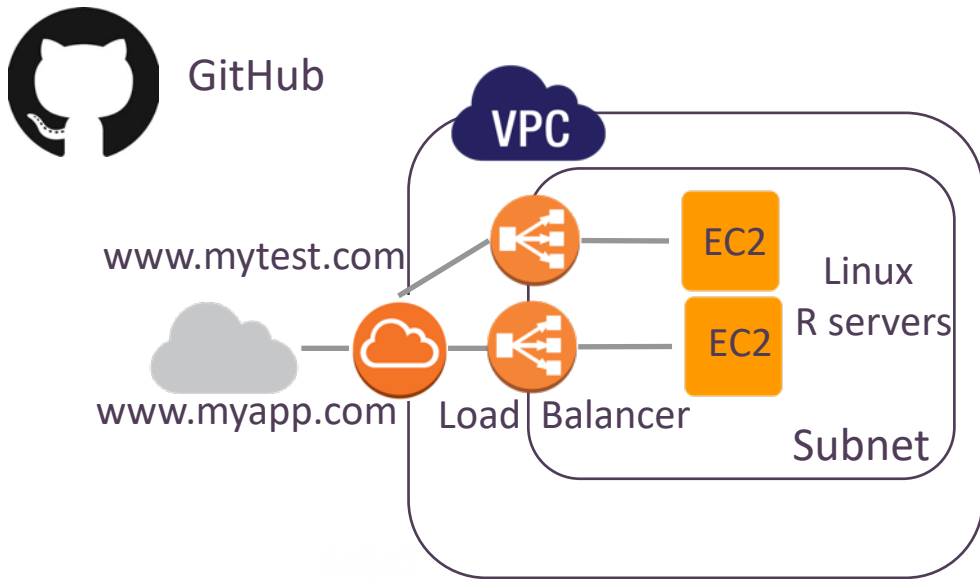 GitHub
VPC
www.mytest.com
EC2
Linux
R servers
EC2
www.myapp.com
Load Balancer
Subnet